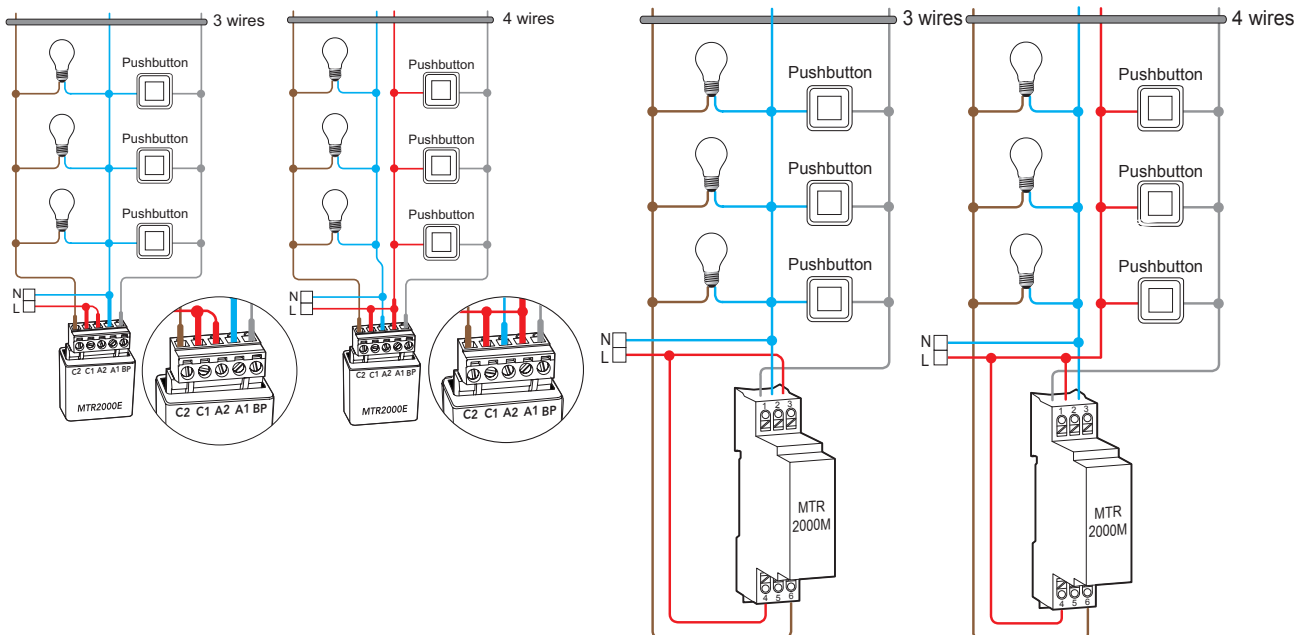 3 wires
Pushbutton
Pushbutton
Pushbutton
N
L
C2 C1 A2 A1 BP
MTR2000E
C2 C1 A2 A1 BP
4 wires
Pushbutton
Pushbutton
Pushbutton
N
L
C2 C1 A2 A1 BP
MTR2000E
C2 C1 A2 A1 BP
3 wires
Pushbutton
Pushbutton
Pushbutton
N
L
1 2 3
MTR
2000M
4 5 6
4 wires
Pushbutton
Pushbutton
Pushbutton
N
L
1 2 3
MTR
2000M
4 5 6